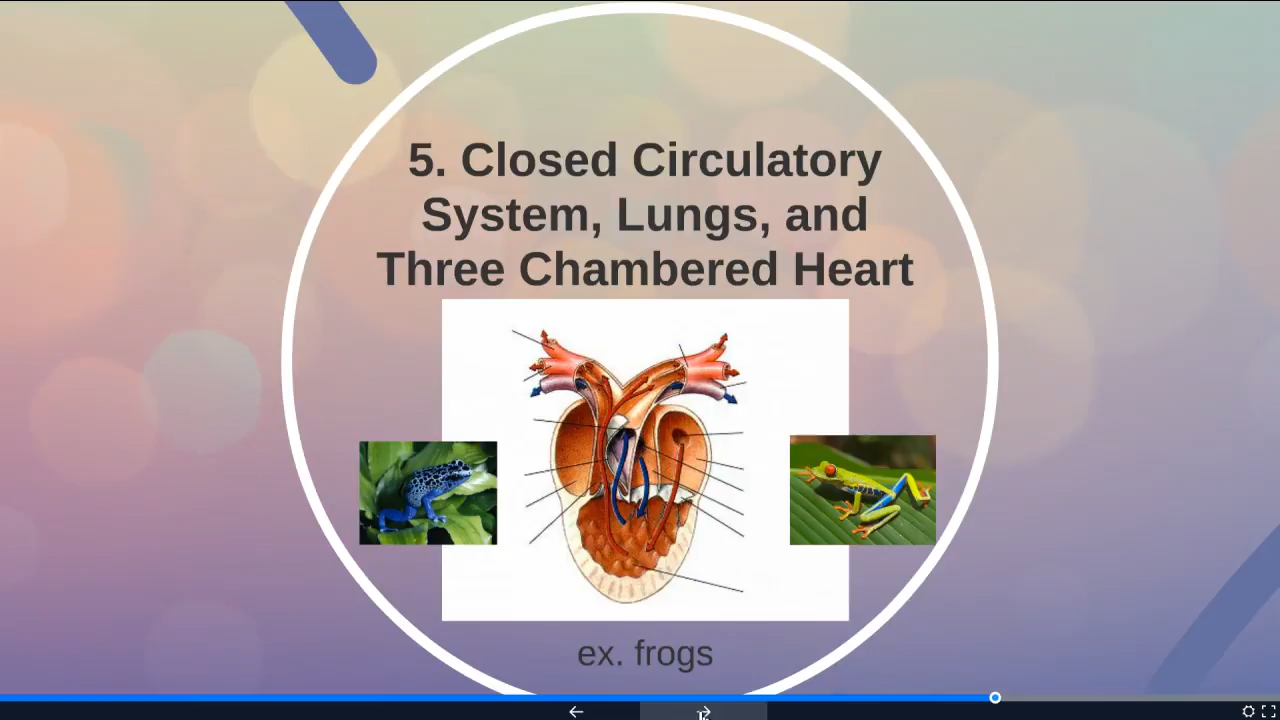 5. Closed Circulatory
System, Lungs, and
Three Chambered Heart
ex. frogs